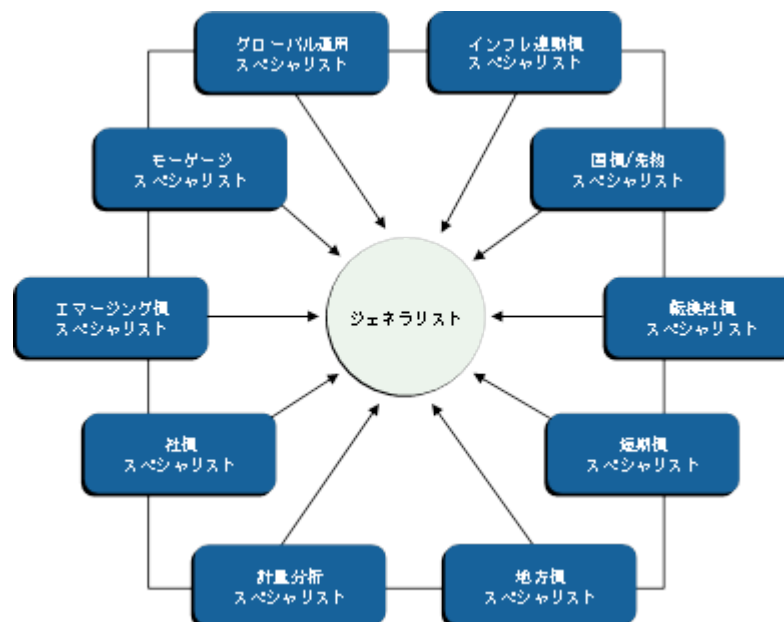 グローバル運用
スペシャリスト
インフレ連動債
スペシャリスト
モーゲージ
スペシャリスト
国債/先物
スペシャリスト
エマージング債
スペシャリスト
ジェネラリスト
転換社債
スペシャリスト
社債
スペシャリスト
短期債
スペシャリスト
計量分析
スペシャリスト
地方債
スペシャリスト